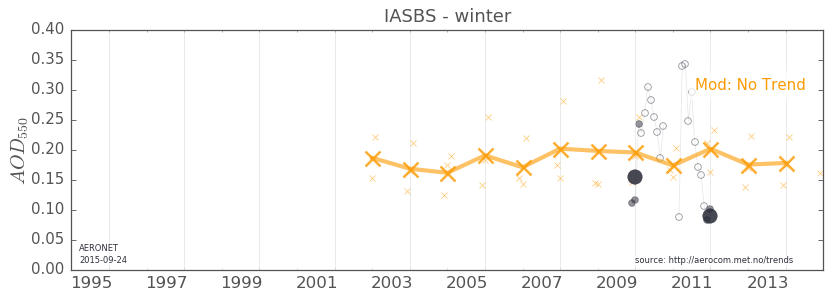 IASBS - winter
0.40
0.35
0.30
0.25
0.20
0.15
0.10
0.05
0.00
AOD550
Mod: No Trend
AERONET
2015-09-24
source: http://aerocom.met.no/trends
1995 1997 1999 2001 2003 2005 2007 2009 2011 2013